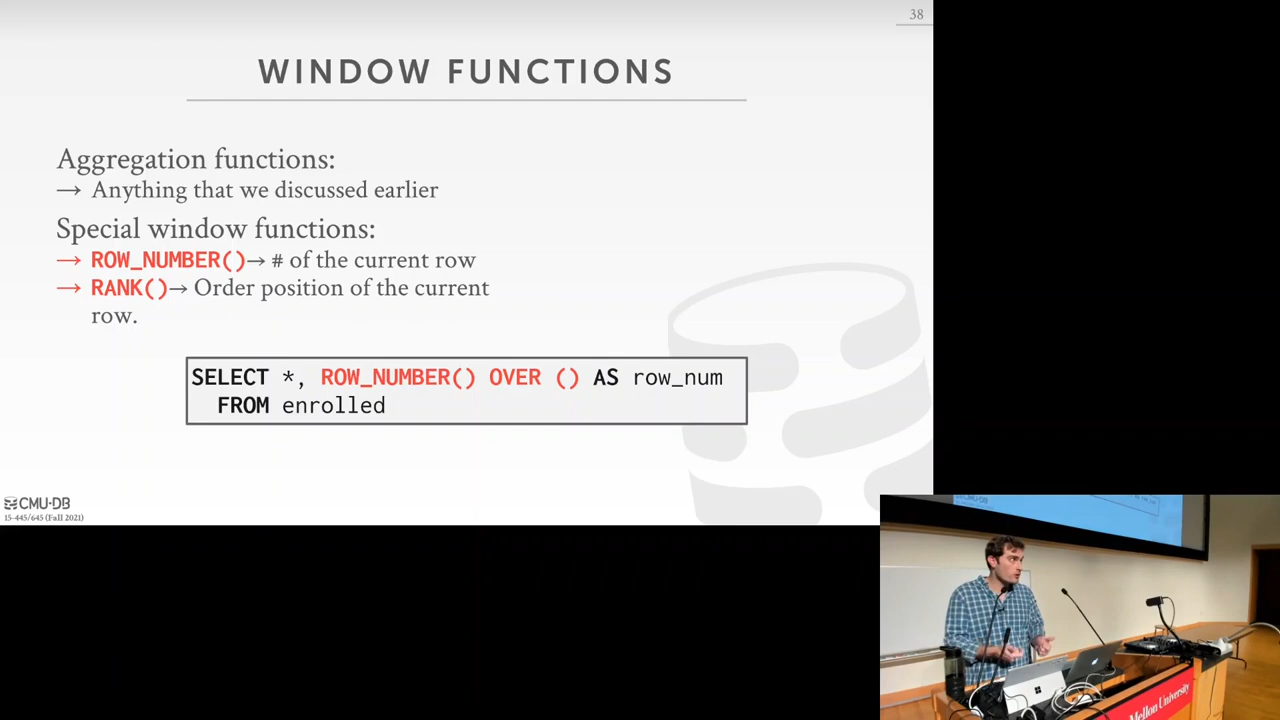 38
WINDOW FUNCTIONS
Aggregation functions:
→ Anything that we discussed earlier
Special window functions:
→ ROW_NUMBER()→ # of the current row
→ RANK()→ Order position of the current
row.
SELECT *, ROW_NUMBER() OVER () AS row_num
FROM enrolled
CMU·DB
15-445/645 (Fall 2021)
Mellon University